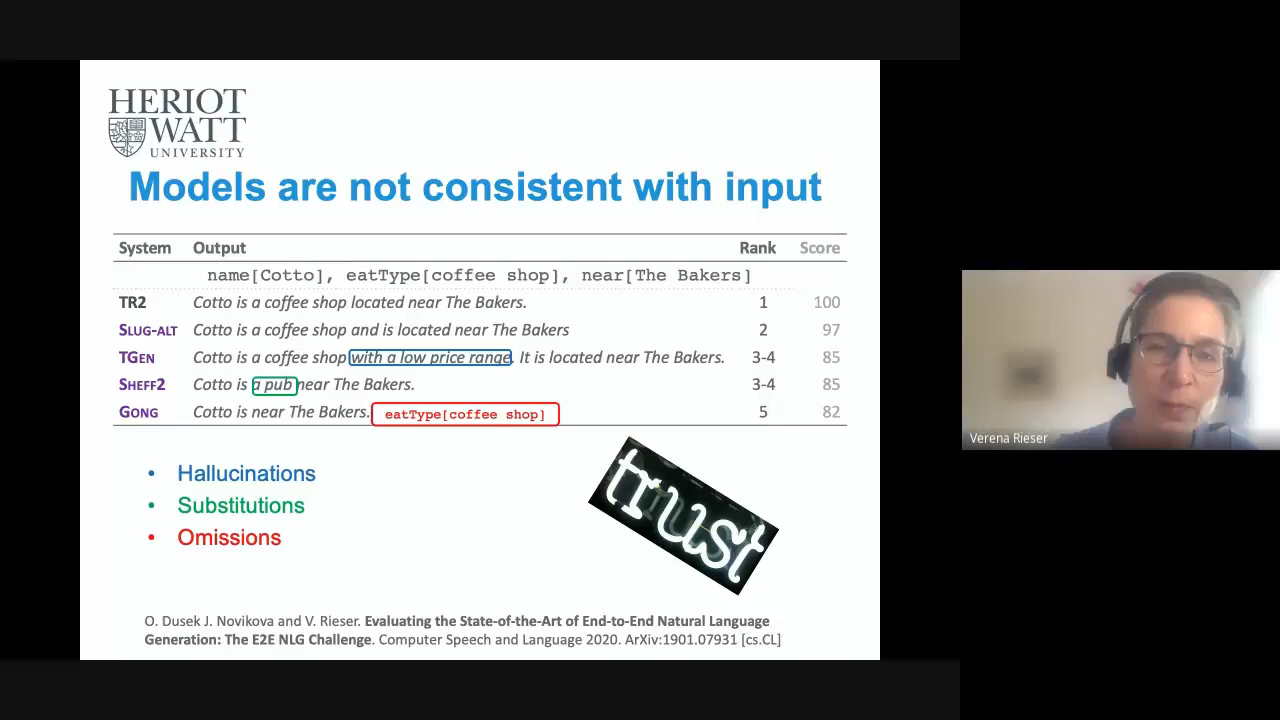 HERIOT
WATT
UNIVERSITY
Models are not consistent with input
System Output Rank Score
name[Cotto], eatType[coffee shop], near[The Bakers]
TR2 Cotto is a coffee shop located near The Bakers. 1 100
SLUG-ALT Cotto is a coffee shop and is located near The Bakers 2 97
TGEN Cotto is a coffee shop with a low price range. It is located near The Bakers. 3-4 85
SHEFF2 Cotto is a pub near The Bakers. 3-4 85
GONG Cotto is near The Bakers. eatType[coffee shop] 5 82
• Hallucinations
• Substitutions
• Omissions
trust
O. Dusek J. Novikova and V. Rieser. Evaluating the State-of-the-Art of End-to-End Natural Language
Generation: The E2E NLG Challenge. Computer Speech and Language 2020. ArXiv:1901.07931 [cs.CL]
Verena Rieser